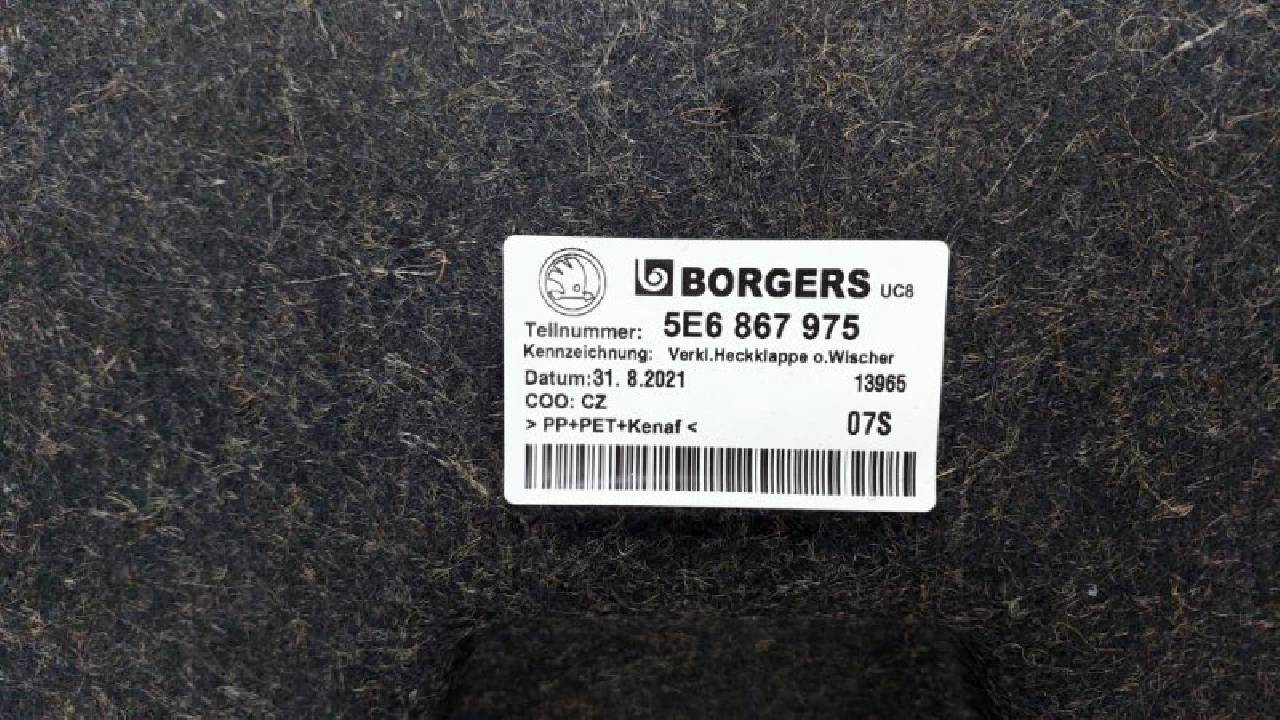 BORGERS UC8
Teilnummer: 5E6 867 975
Kennzeichnung: Verkl.Heckklappe o.Wischer
Datum:31. 8.2021 13965
COO: CZ
> PP+PET+Kenaf < 07S